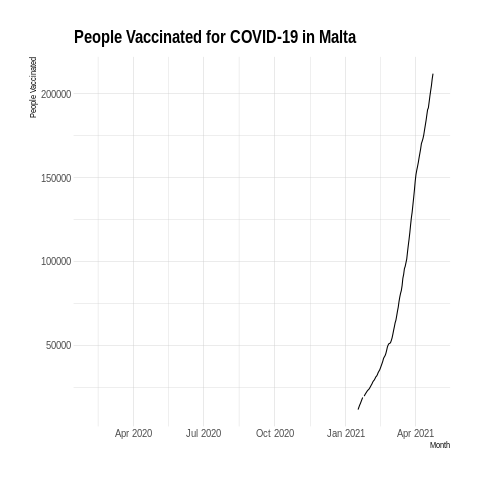 People Vaccinated for COVID-19 in Malta
People Vaccinated
200000
150000
100000
50000
Apr 2020 Jul 2020 Oct 2020 Jan 2021 Apr 2021
Month